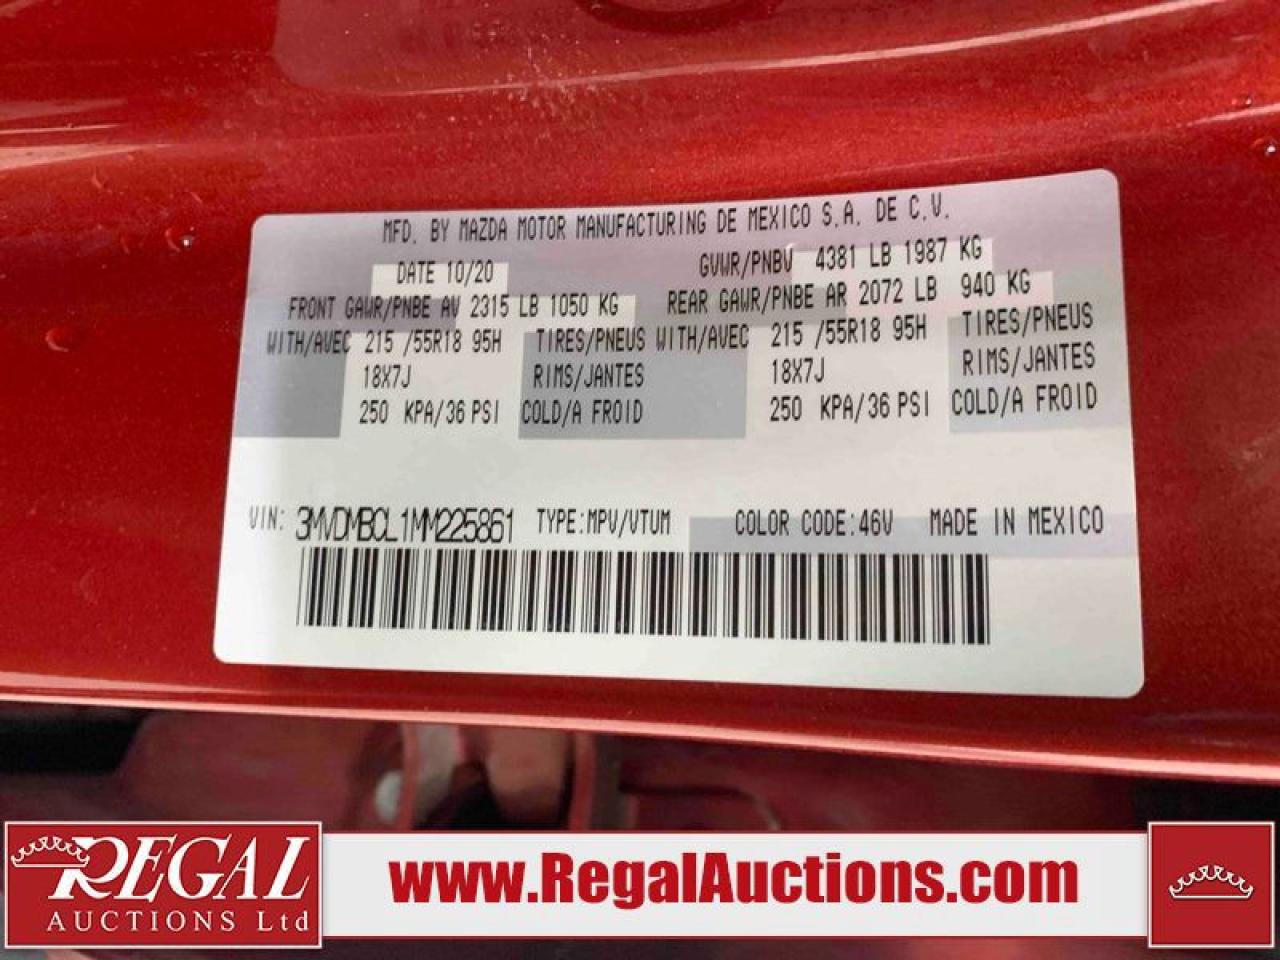 MFD. BY MAZDA MOTOR MANUFACTURING DE MEXICO S.A. DE C.V.
DATE 10/20 GVWR/PNBV 4381 LB 1987 KG
FRONT GAWR/PNBE AV 2315 LB 1050 KG REAR GAWR/PNBE AR 2072 LB 940 KG
WITH/AVEC 215 /55R18 95H TIRES/PNEUS WITH/AVEC 215 /55R18 95H TIRES/PNEUS
18X7J RIMS/JANTES 18X7J RIMS/JANTES
250 KPA/36 PSI COLD/A FROID 250 KPA/36 PSI COLD/A FROID
VIN: 3MVDMBCL1MM225861 TYPE:MPV/VTUM COLOR CODE:46V MADE IN MEXICO
REGAL
AUCTIONS Ltd
www.RegalAuctions.com